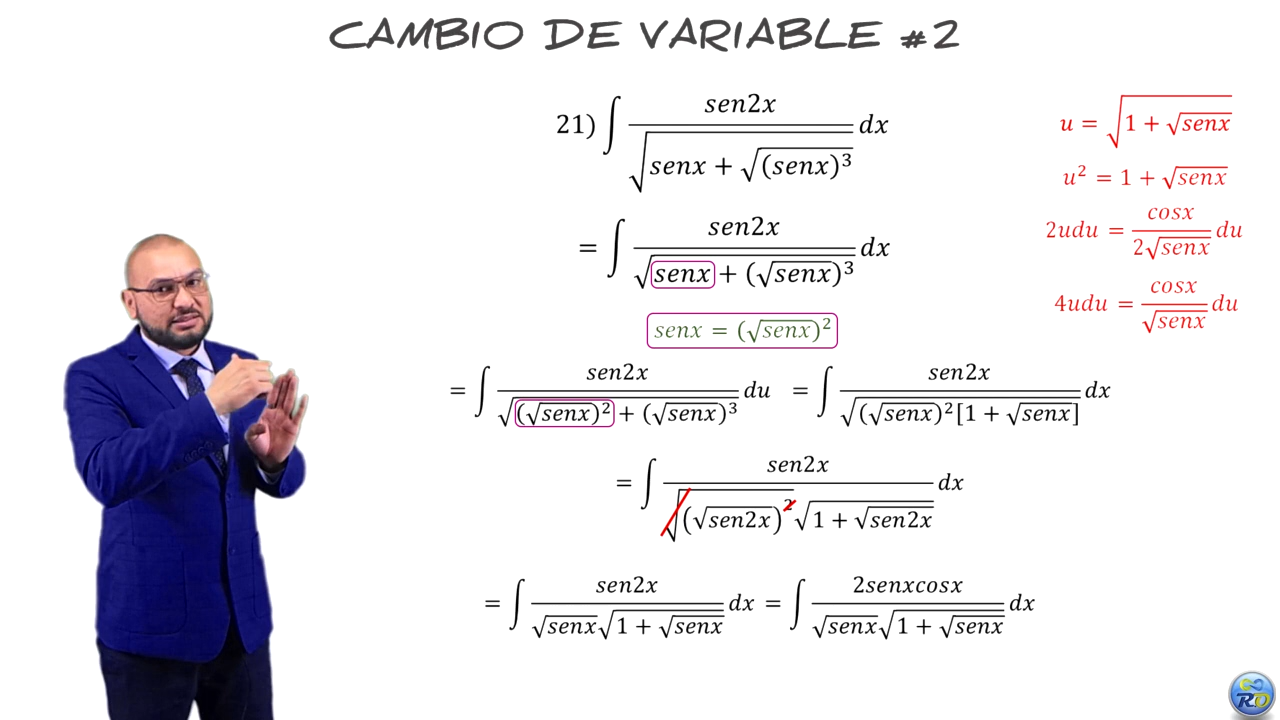 CAMBIO DE VARIABLE #2
21) ∫ sen2x / √(senx + √((senx)³)) dx
= ∫ sen2x / √(senx + (√senx)³) dx
senx = (√senx)²
= ∫ sen2x / √((√senx)² + (√senx)³) du = ∫ sen2x / √((√senx)²[1 + √senx]) dx
= ∫ sen2x / (√((√sen2x)²) √(1 + √sen2x)) dx
= ∫ sen2x / (√senx √(1 + √senx)) dx = ∫ 2senxcosx / (√senx √(1 + √senx)) dx
u = √(1 + √senx)
u² = 1 + √senx
2udu = cosx / (2√senx) du
4udu = cosx / √senx du
RD